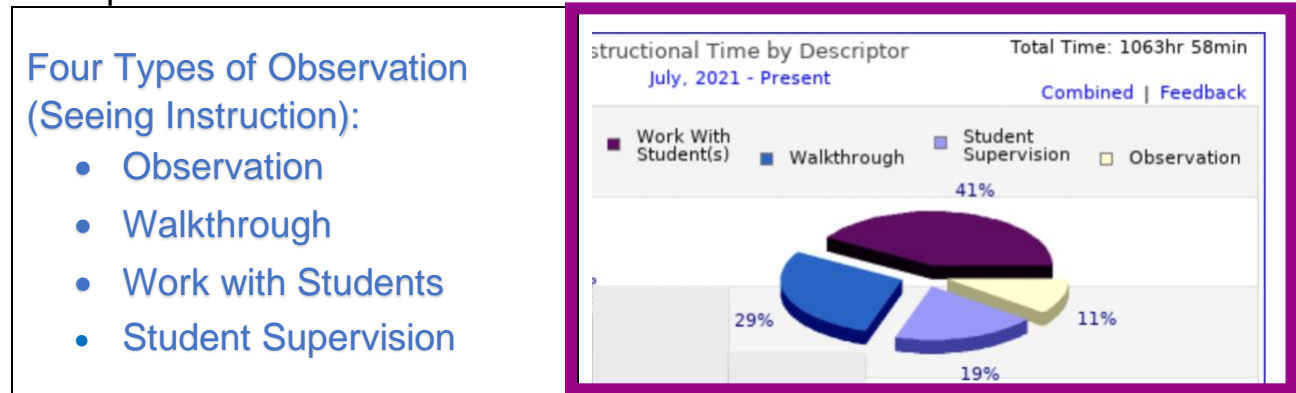 Four Types of Observation
(Seeing Instruction):
• Observation
• Walkthrough
• Work with Students
• Student Supervision
structional Time by Descriptor
Total Time: 1063hr 58min
July, 2021 - Present
Combined | Feedback
Work With
Student(s)
Walkthrough
Student
Supervision
Observation
41%
29%
11%
19%